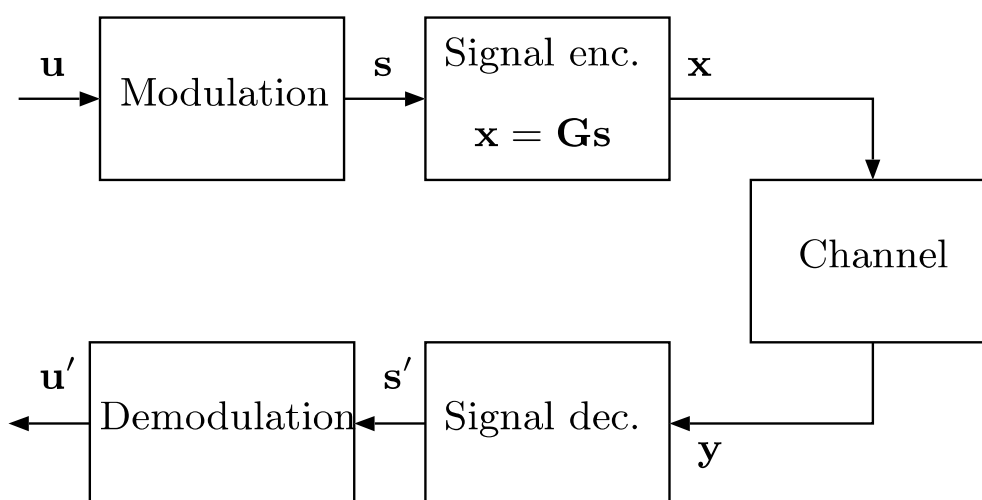 u
Modulation
s
Signal enc.
x = Gs
x
Channel
y
Signal dec.
s′
Demodulation
u′